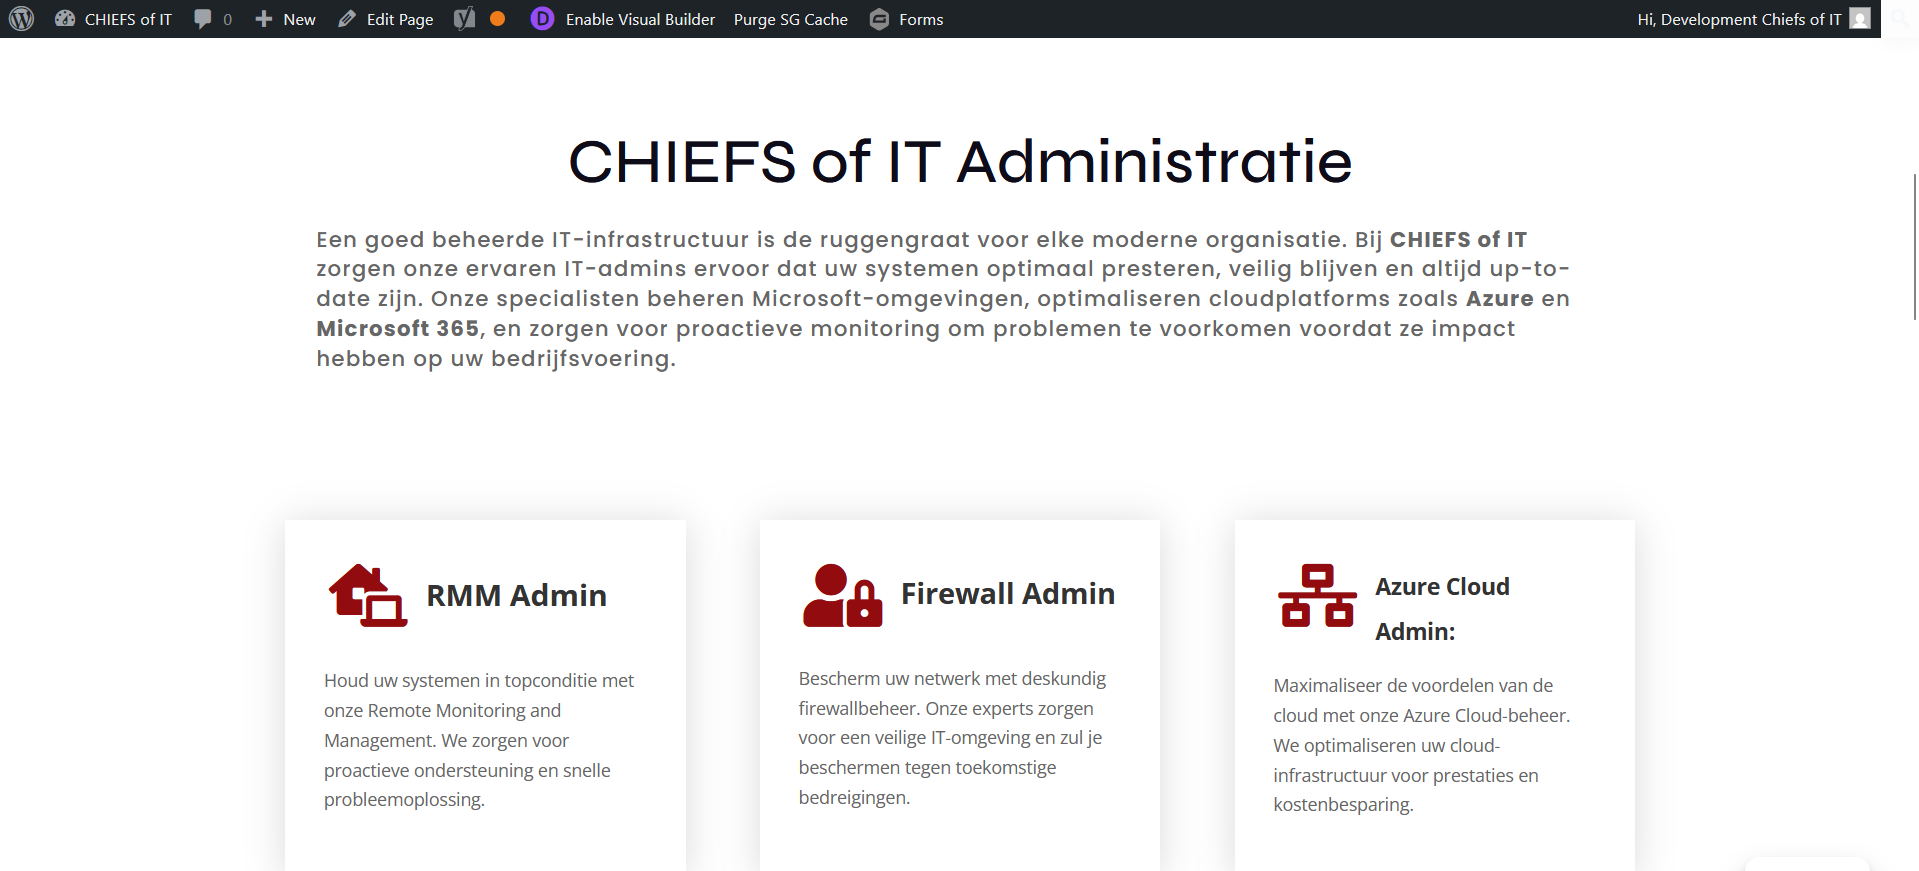 CHIEFS of IT 0 New Edit Page Enable Visual Builder Purge SG Cache Forms Hi, Development Chiefs of IT
CHIEFS of IT Administratie
Een goed beheerde IT-infrastructuur is de ruggengraat voor elke moderne organisatie. Bij CHIEFS of IT
zorgen onze ervaren IT-admins ervoor dat uw systemen optimaal presteren, veilig blijven en altijd up-to-
date zijn. Onze specialisten beheren Microsoft-omgevingen, optimaliseren cloudplatforms zoals Azure en
Microsoft 365, en zorgen voor proactieve monitoring om problemen te voorkomen voordat ze impact
hebben op uw bedrijfsvoering.
RMM Admin
Houd uw systemen in topconditie met
onze Remote Monitoring and
Management. We zorgen voor
proactieve ondersteuning en snelle
probleemoplossing.
Firewall Admin
Bescherm uw netwerk met deskundig
firewallbeheer. Onze experts zorgen
voor een veilige IT-omgeving en zul je
beschermen tegen toekomstige
bedreigingen.
Azure Cloud
Admin:
Maximaliseer de voordelen van de
cloud met onze Azure Cloud-beheer.
We optimaliseren uw cloud-
infrastructuur voor prestaties en
kostenbesparing.